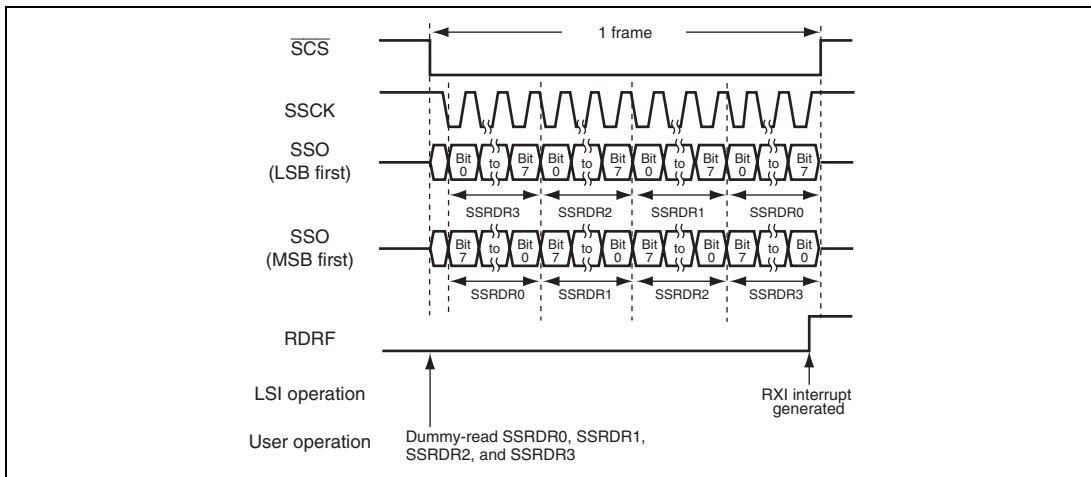 1 frame
SCS
SSCK
SSO
(LSB first)
Bit 0 to Bit 7 Bit 0 to Bit 7 Bit 0 to Bit 7 Bit 0 to Bit 7
SSRDR3 SSRDR2 SSRDR1 SSRDR0
SSO
(MSB first)
Bit 7 to Bit 0 Bit 7 to Bit 0 Bit 7 to Bit 0 Bit 7 to Bit 0
SSRDR0 SSRDR1 SSRDR2 SSRDR3
RDRF
LSI operation
RXI interrupt
generated
User operation
Dummy-read SSRDR0, SSRDR1,
SSRDR2, and SSRDR3